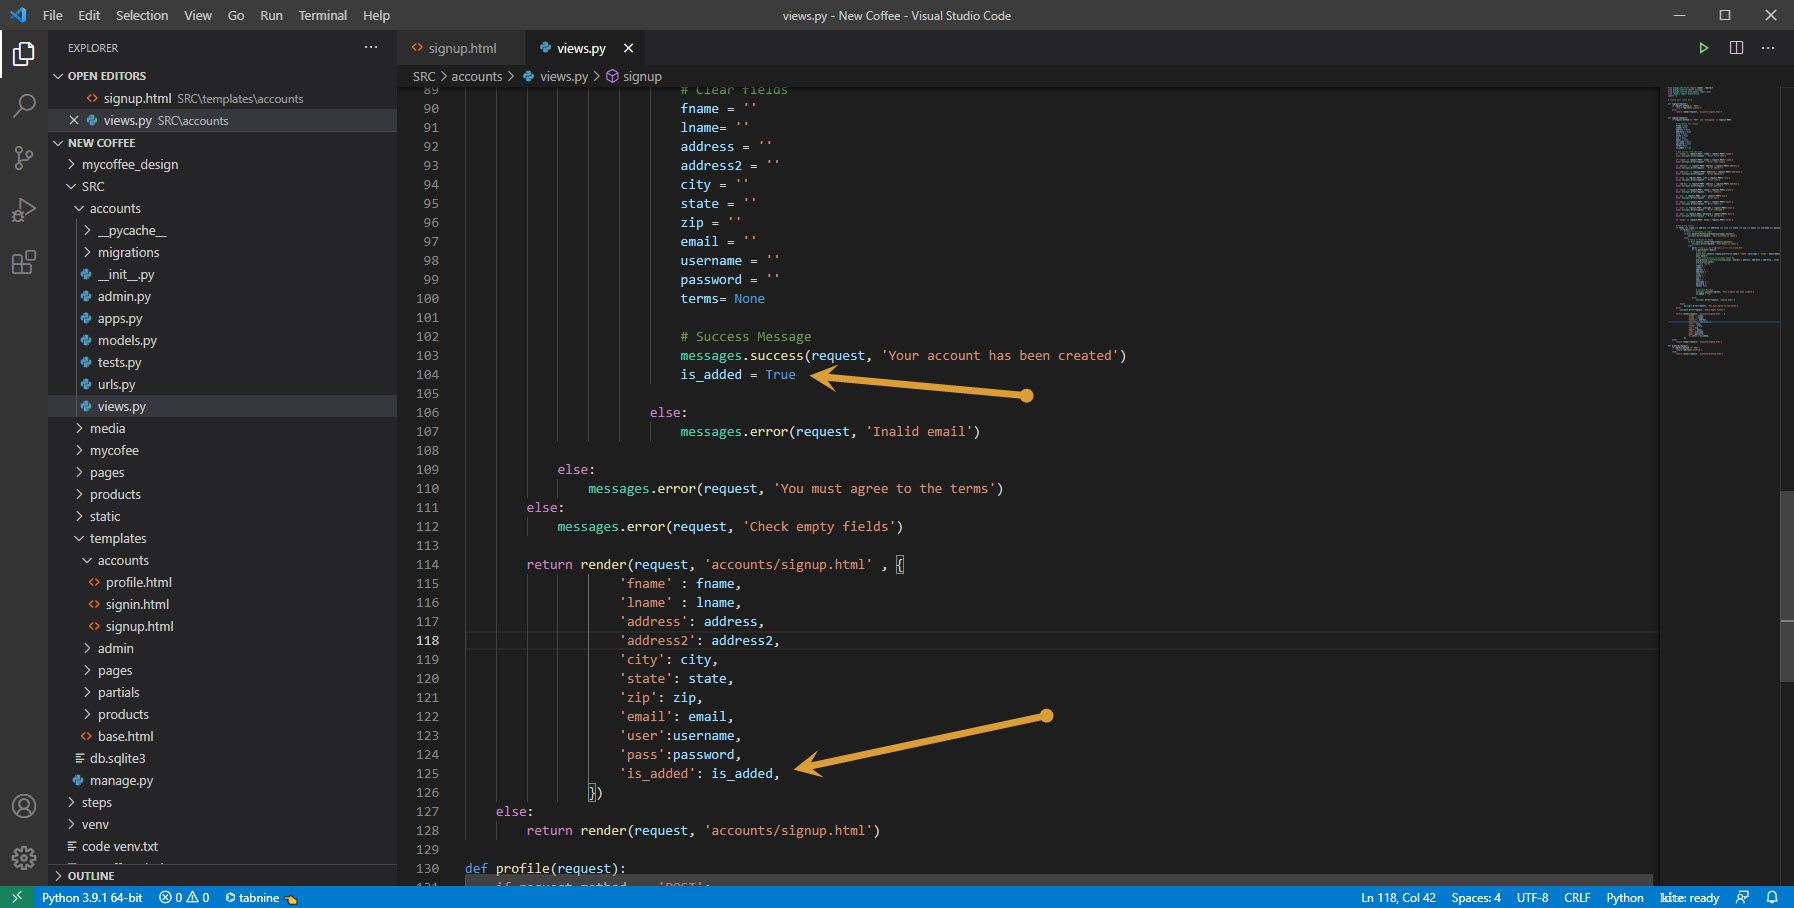 File Edit Selection View Go Run Terminal Help
views.py - New Coffee - Visual Studio Code
EXPLORER
OPEN EDITORS
signup.html SRC\templates\accounts
views.py SRC\accounts
NEW COFFEE
mycoffee_design
SRC
accounts
__pycache__
migrations
__init__.py
admin.py
apps.py
models.py
tests.py
urls.py
views.py
media
mycofee
pages
products
static
templates
accounts
profile.html
signin.html
signup.html
admin
pages
partials
products
base.html
db.sqlite3
manage.py
steps
venv
code venv.txt
OUTLINE
signup.html
views.py
SRC > accounts > views.py > signup
89 # Clear fields
90 fname = ''
91 lname= ''
92 address = ''
93 address2 = ''
94 city = ''
95 state = ''
96 zip = ''
97 email = ''
98 username = ''
99 password = ''
100 terms= None
101
102 # Success Message
103 messages.success(request, 'Your account has been created')
104 is_added = True
105
106 else:
107 messages.error(request, 'Inalid email')
108
109 else:
110 messages.error(request, 'You must agree to the terms')
111 else:
112 messages.error(request, 'Check empty fields')
113
114 return render(request, 'accounts/signup.html' , {
115 'fname' : fname,
116 'lname' : lname,
117 'address': address,
118 'address2': address2,
119 'city': city,
120 'state': state,
121 'zip': zip,
122 'email': email,
123 'user':username,
124 'pass':password,
125 'is_added': is_added,
126 })
127 else:
128 return render(request, 'accounts/signup.html')
129
130 def profile(request):
131 if request.method == 'POST':
Python 3.9.1 64-bit 0 0 tabnine
Ln 118, Col 42 Spaces: 4 UTF-8 CRLF Python kite: ready